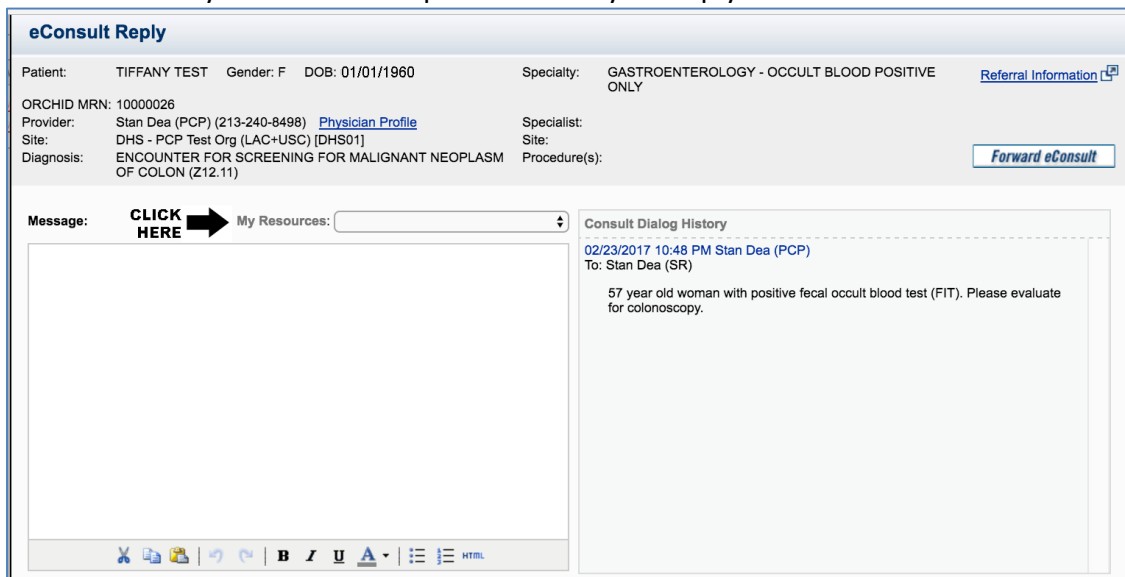 eConsult Reply
Patient: TIFFANY TEST Gender: F DOB: 01/01/1960 Specialty: GASTROENTEROLOGY - OCCULT BLOOD POSITIVE ONLY Referral Information
ORCHID MRN: 10000026
Provider: Stan Dea (PCP) (213-240-8498) Physician Profile Specialist:
Site: DHS - PCP Test Org (LAC+USC) [DHS01] Site:
Diagnosis: ENCOUNTER FOR SCREENING FOR MALIGNANT NEOPLASM Procedure(s):
OF COLON (Z12.11)
Forward eConsult
Message: CLICK HERE My Resources:
Consult Dialog History
02/23/2017 10:48 PM Stan Dea (PCP)
To: Stan Dea (SR)
57 year old woman with positive fecal occult blood test (FIT). Please evaluate
for colonoscopy.
B I U A HTML